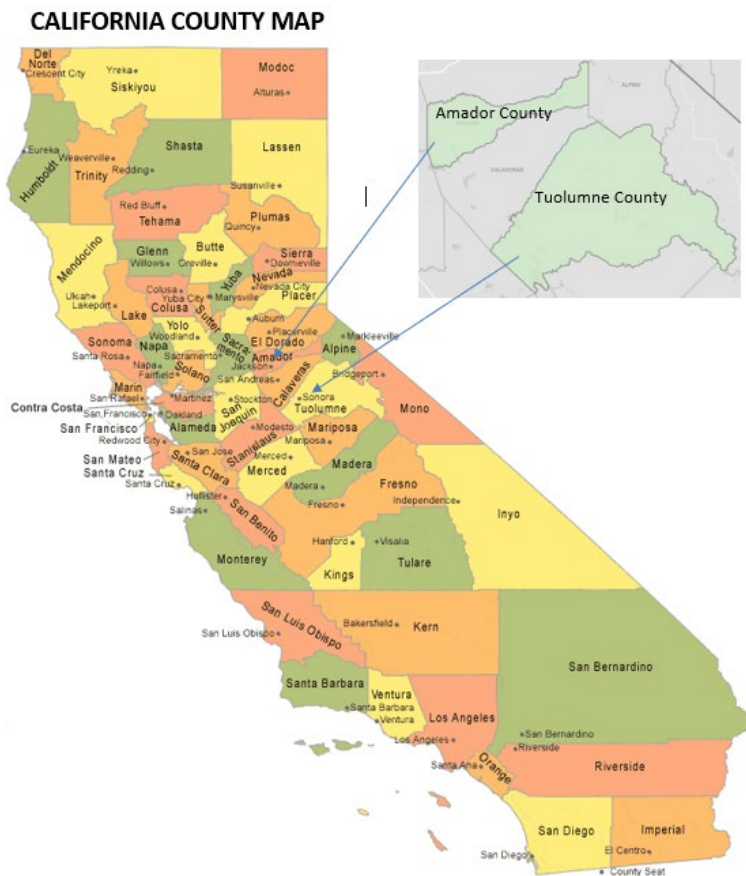 CALIFORNIA COUNTY MAP
Del
Norte
Crescent City
Yreka
Siskiyou
Modoc
Alturas
Amador County
ALPINE
CALAVERAS
Tuolumne County
Eureka
Humboldt
Weaverville
Trinity
Shasta
Redding
Lassen
Susanville
Red Bluff
Tehama
Plumas
Quincy
Mendocino
Glenn
Willows
Butte
Oroville
Sierra
Downieville
Yuba
Nevada
Nevada City
Ukiah
Lakeport
Lake
Colusa
Colusa
Yuba City
Marysville
Sutter
Placer
Auburn
Yolo
Woodland
Placerville
El Dorado
Sonoma
Santa Rosa
Napa
Napa
Sacramento
Sacra-
mento
Amador
Jackson
Alpine
Markleeville
Fairfield
Solano
San Andreas
Calaveras
Bridgeport
Marin
San Rafael
Contra Costa
Martinez
Stockton
San
Joaquin
Sonora
Tuolumne
Mono
San Francisco
Oakland
San Francisco
Alameda
Modesto
Stanislaus
Mariposa
Mariposa
Redwood City
San Mateo
Santa Cruz
San Jose
Santa Clara
Merced
Merced
Madera
Madera
Santa Cruz
Hollister
Salinas
San Benito
Fresno
Fresno
Independence
Inyo
Monterey
Hanford
Visalia
Kings
Tulare
San Luis Obispo
San Luis Obispo
Bakersfield
Kern
San Bernardino
Santa Barbara
Santa Barbara
Ventura
Ventura
Los Angeles
Los Angeles
San Bernardino
Riverside
Riverside
Santa Ana
Orange
San Diego
San Diego
Imperial
El Centro
County Seat